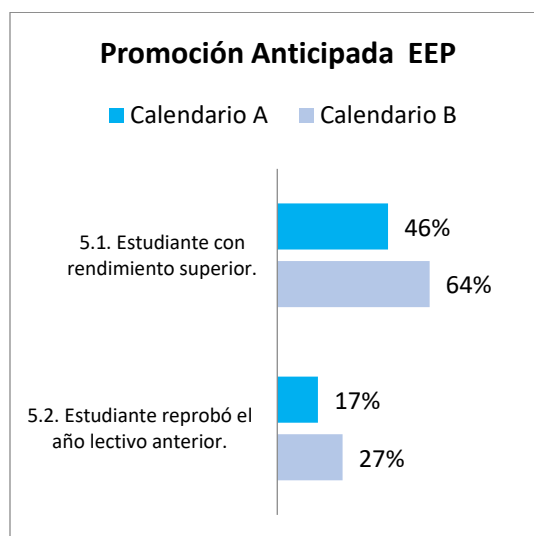 Promoción Anticipada  EEP
Calendario A
Calendario B
5.1. Estudiante con
rendimiento superior.
46%
64%
5.2. Estudiante reprobó el
año lectivo anterior.
17%
27%